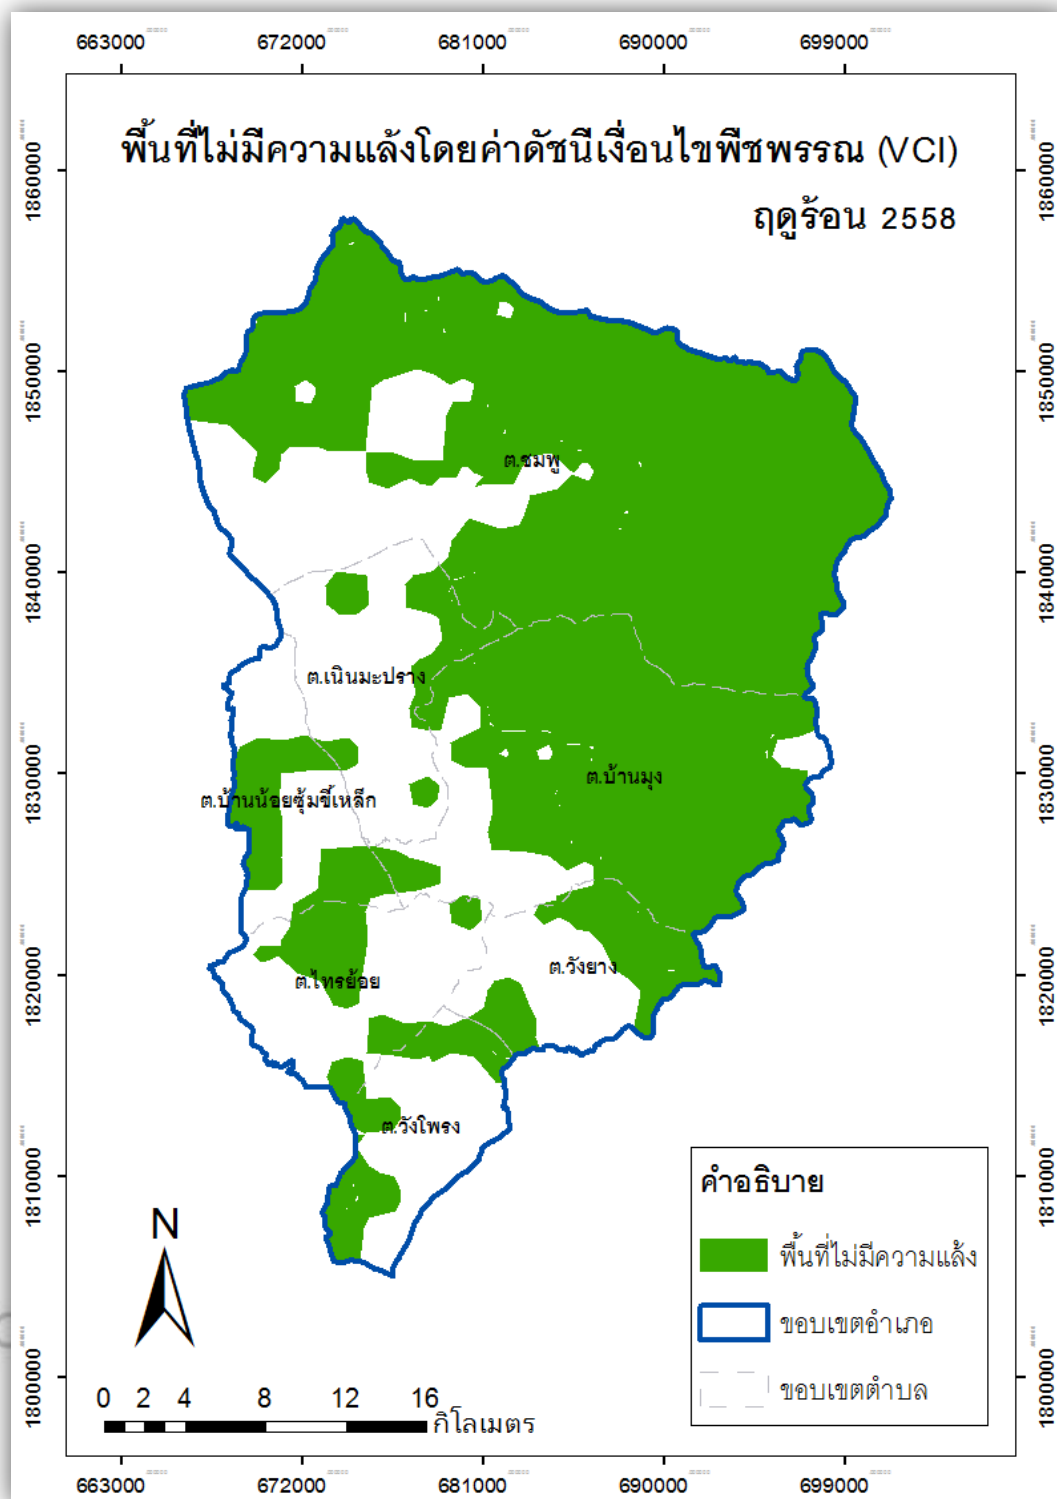 663000 672000 681000 690000 699000
พื้นที่ไม่มีความแล้งโดยค่าดัชนีเงื่อนไขพืชพรรณ (VCI)
ฤดูร้อน 2558
1860000 1860000
1850000 1850000
ต.ชมพู
1840000 1840000
ต.เนินมะปราง
1830000 1830000
ต.บ้านมุง
ต.บ้านน้อยซุ้มขี้เหล็ก
1820000 1820000
ต.วังยาง
ต.ไทรย้อย
ต.วังโพรง
1810000 1810000
คำอธิบาย
N
พื้นที่ไม่มีความแล้ง
ขอบเขตอำเภอ
1800000 1800000
ขอบเขตตำบล
0 2 4 8 12 16
กิโลเมตร
663000 672000 681000 690000 699000